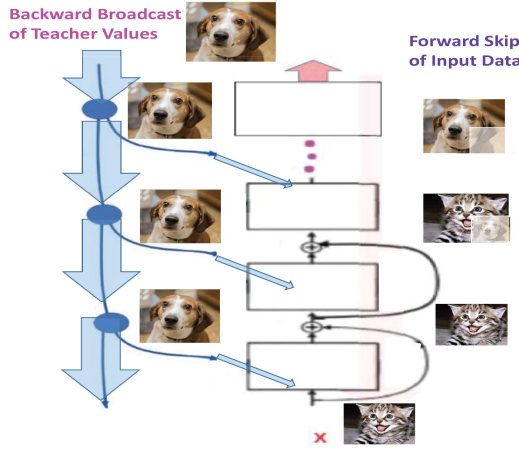 Backward Broadcast
of Teacher Values
Forward Skip
of Input Data
x